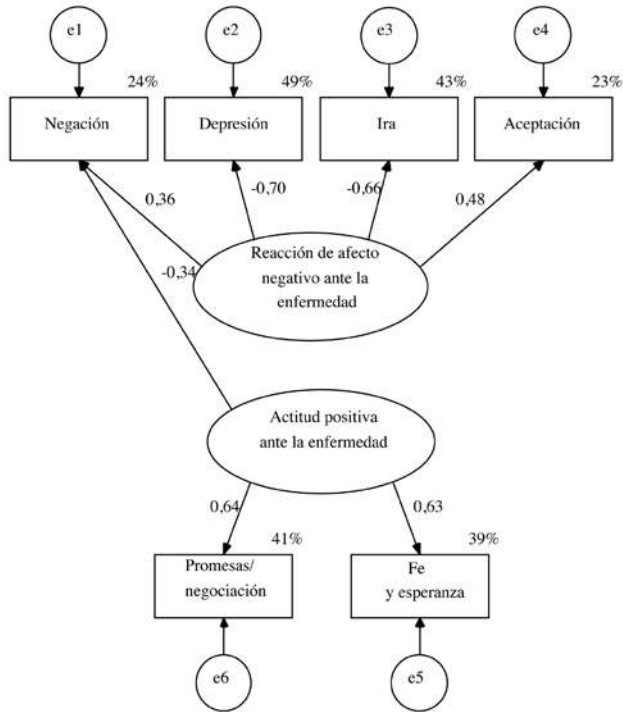 e1
e2
e3
e4
24%
49%
43%
23%
Negación
Depresión
Ira
Aceptación
0,36
-0,70
-0,66
0,48
Reacción de afecto
negativo ante la
enfermedad
-0,34
Actitud positiva
ante la enfermedad
0,64
0,63
41%
39%
Promesas/
negociación
Fe
y esperanza
e6
e5